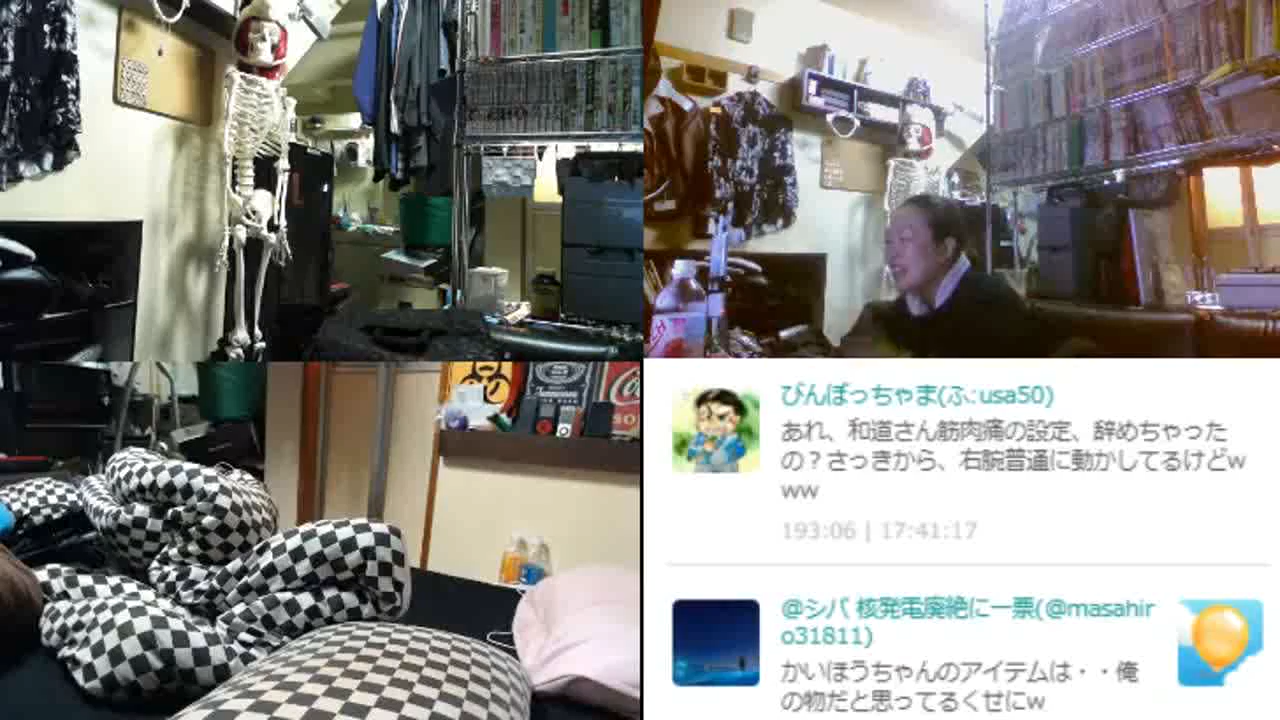 びんぼっちゃま(ふ:usa50)
あれ、和道さん筋肉痛の設定、辞めちゃった
の？さっきから、右腕普通に動かしてるけどw
ww
193:06 | 17:41:17
@シバ 核発電廃絶に一票(@masahir
o31811)
かいほうちゃんのアイテムは・・俺
の物だと思ってるくせにw